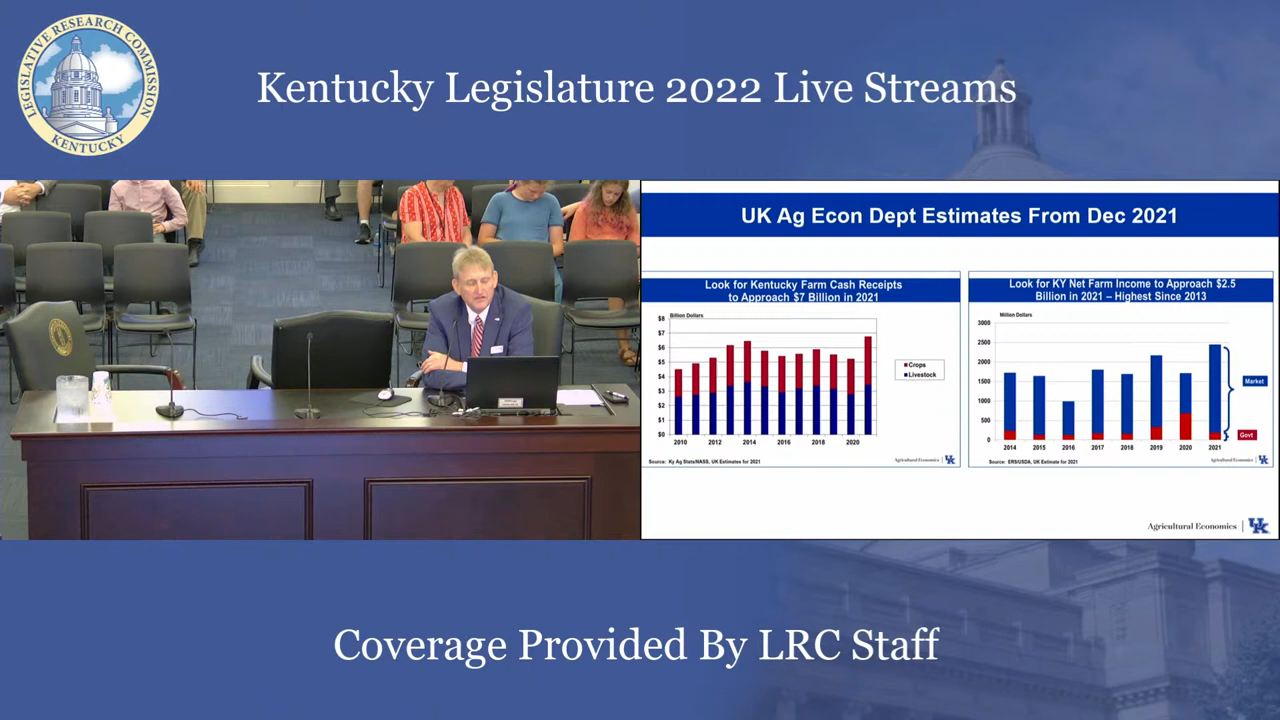 LEGISLATIVE RESEARCH COMMISSION
KENTUCKY
Kentucky Legislature 2022 Live Streams
UK Ag Econ Dept Estimates From Dec 2021
Look for Kentucky Farm Cash Receipts
to Approach $7 Billion in 2021
Billion Dollars
$8
$7
$6
$5
$4
$3
$2
$1
$0
2010 2012 2014 2016 2018 2020
Crops
Livestock
Source: Ky Ag Stats/NASS, UK Estimates for 2021
Agricultural Economics
UK
Look for KY Net Farm Income to Approach $2.5
Billion in 2021 – Highest Since 2013
Million Dollars
3000
2500
2000
1500
1000
500
0
2014 2015 2016 2017 2018 2019 2020 2021
Market
Govt
Source: ERS/USDA, UK Estimate for 2021
Agricultural Economics
UK
Agricultural Economics
UK
Coverage Provided By LRC Staff